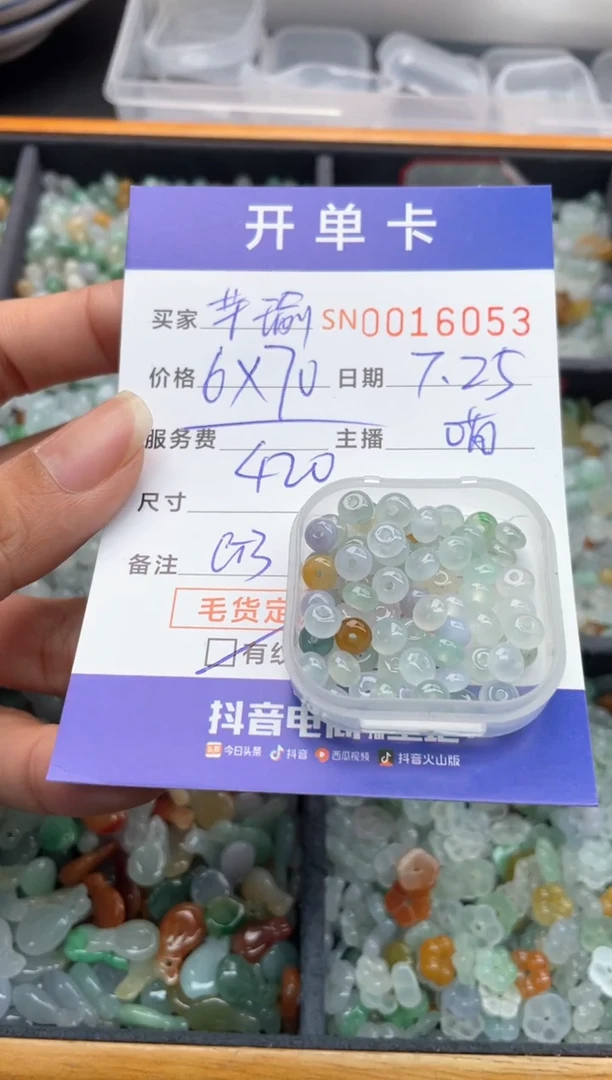 开单卡
买家 SN0016053
价格 6X70 日期 7.25
服务费 主播
420
尺寸
备注
毛货定
有纹
抖音电商
今日头条 抖音 西瓜视频 抖音火山版